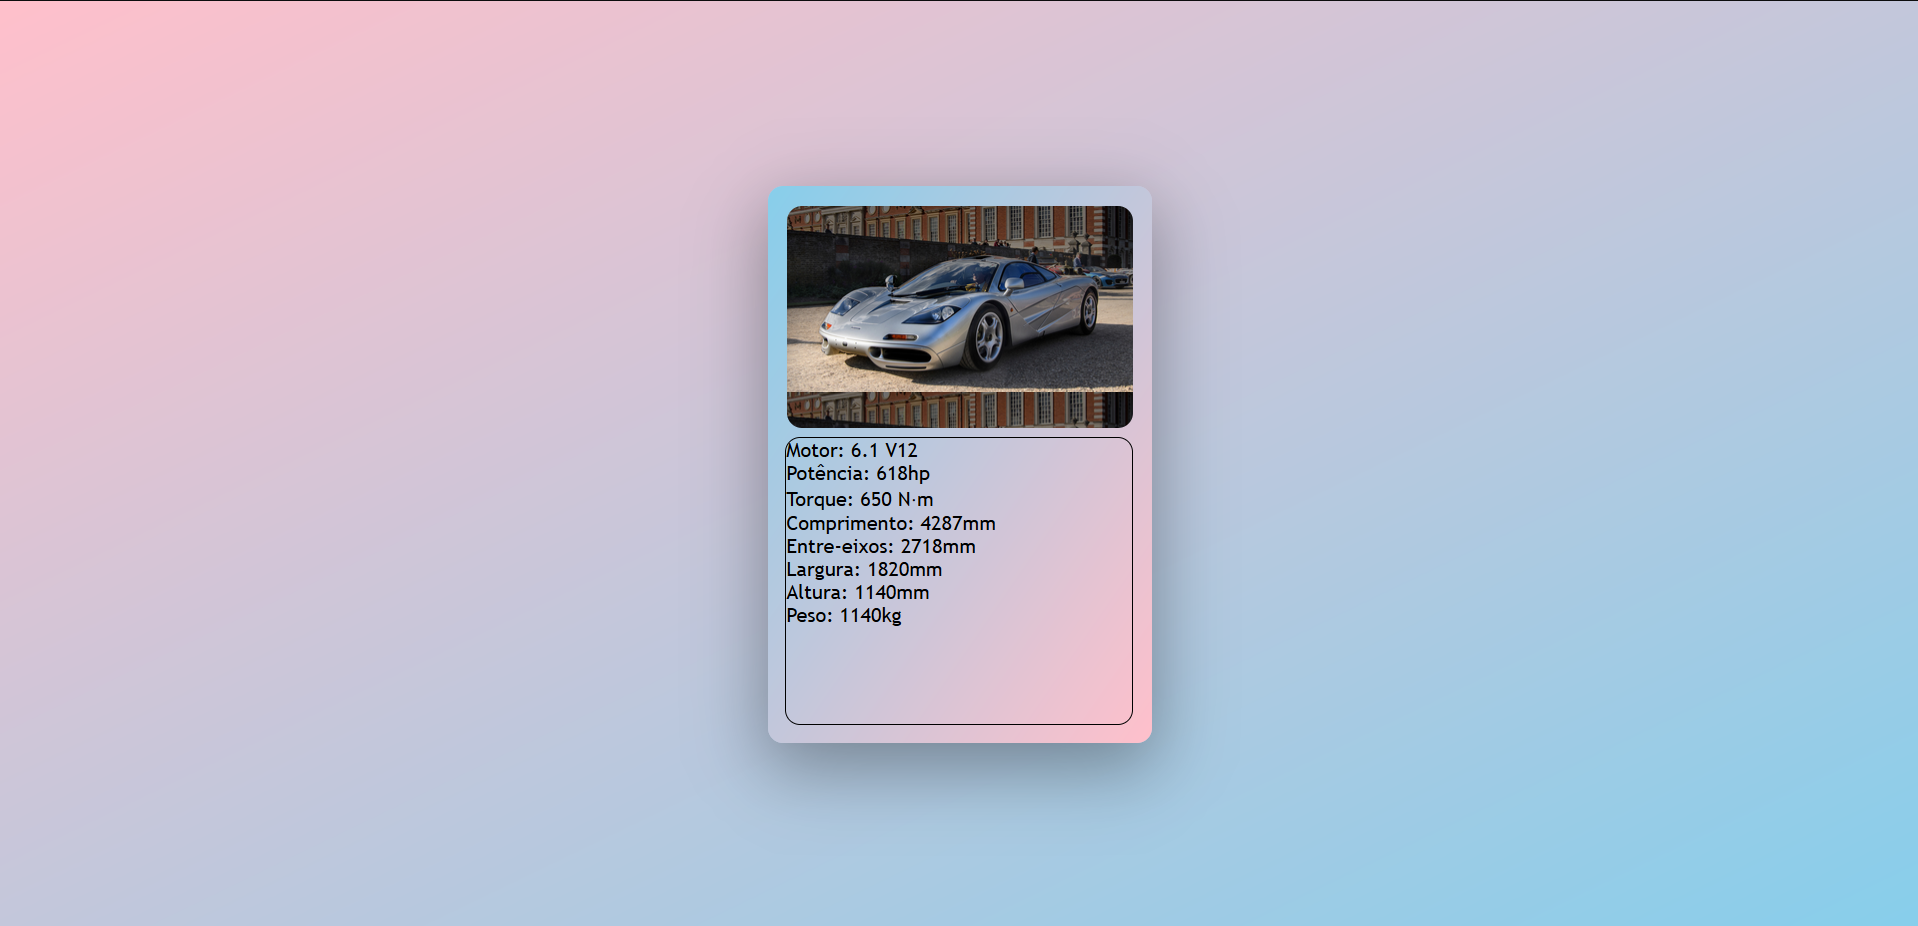 Motor: 6.1 V12
Potência: 618hp
Torque: 650 N·m
Comprimento: 4287mm
Entre-eixos: 2718mm
Largura: 1820mm
Altura: 1140mm
Peso: 1140kg